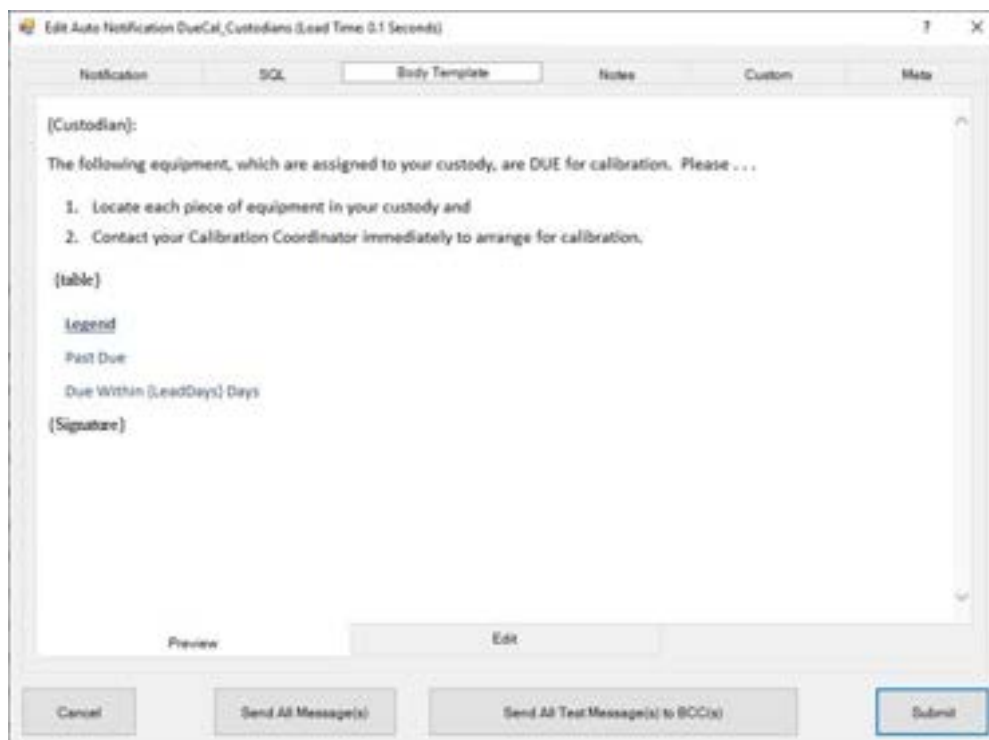 Edit Auto Notification DueCal_Custodians (Load Time: 0.1 Seconds)
Notification SQL Body Template Notes Custom Meta
{Custodian}:
The following equipment, which are assigned to your custody, are DUE for calibration. Please . . .
1. Locate each piece of equipment in your custody and
2. Contact your Calibration Coordinator immediately to arrange for calibration.
{table}
Legend
Past Due
Due Within {LeadDays} Days
{Signature}
Preview Edit
Cancel Send All Message(s) Send All Test Message(s) to BCC(s) Submit